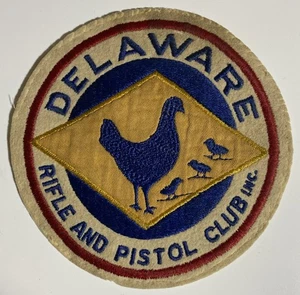 DELAWARE
RIFLE AND PISTOL CLUB INC.